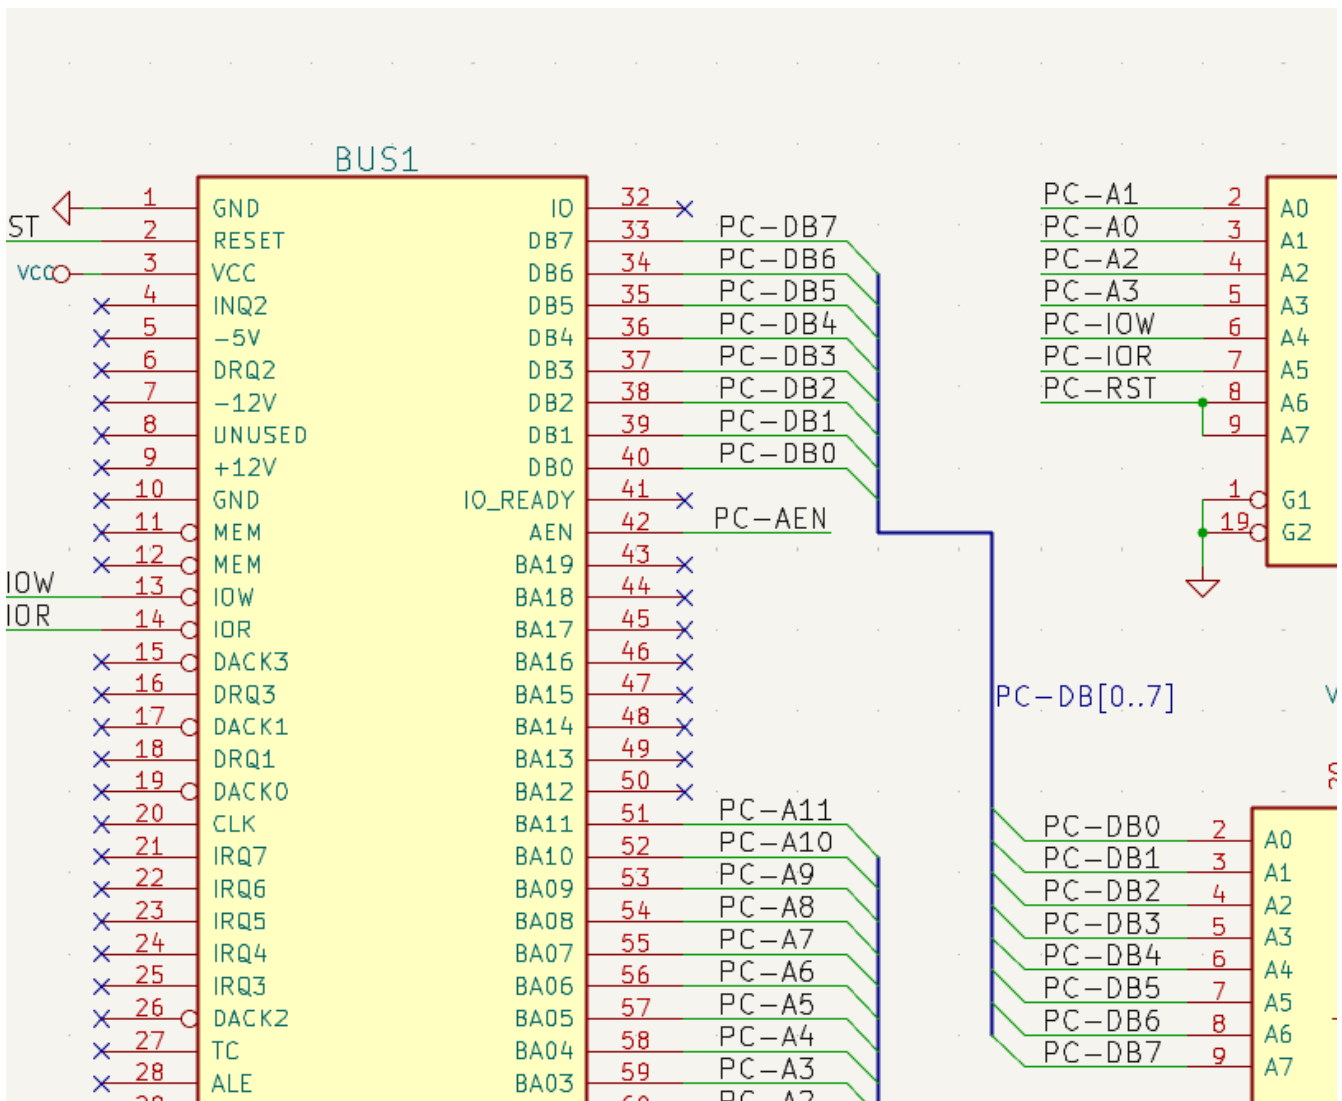 BUS1
ST
VCC
1 GND
2 RESET
3 VCC
4 INQ2
5 -5V
6 DRQ2
7 -12V
8 UNUSED
9 +12V
10 GND
11 MEM
12 MEM
IOW 13 IOW
IOR 14 IOR
15 DACK3
16 DRQ3
17 DACK1
18 DRQ1
19 DACK0
20 CLK
21 IRQ7
22 IRQ6
23 IRQ5
24 IRQ4
25 IRQ3
26 DACK2
27 TC
28 ALE
IO 32
DB7 33 PC-DB7
DB6 34 PC-DB6
DB5 35 PC-DB5
DB4 36 PC-DB4
DB3 37 PC-DB3
DB2 38 PC-DB2
DB1 39 PC-DB1
DB0 40 PC-DB0
IO_READY 41
AEN 42 PC-AEN
BA19 43
BA18 44
BA17 45
BA16 46
BA15 47
BA14 48
BA13 49
BA12 50
BA11 51 PC-A11
BA10 52 PC-A10
BA09 53 PC-A9
BA08 54 PC-A8
BA07 55 PC-A7
BA06 56 PC-A6
BA05 57 PC-A5
BA04 58 PC-A4
BA03 59 PC-A3
PC-A1 2 A0
PC-A0 3 A1
PC-A2 4 A2
PC-A3 5 A3
PC-IOW 6 A4
PC-IOR 7 A5
PC-RST 8 A6
9 A7
1 G1
19 G2
PC-DB[0..7]
PC-DB0 2 A0
PC-DB1 3 A1
PC-DB2 4 A2
PC-DB3 5 A3
PC-DB4 6 A4
PC-DB5 7 A5
PC-DB6 8 A6
PC-DB7 9 A7